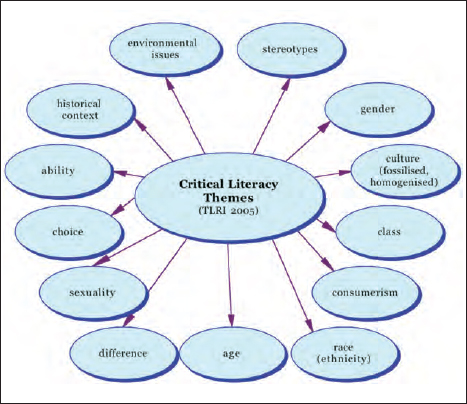 environmental
issues
stereotypes
historical
context
gender
ability
culture
(fossilised,
homogenised)
Critical Literacy
Themes
(TLRI 2005)
choice
class
sexuality
consumerism
difference
age
race
(ethnicity)